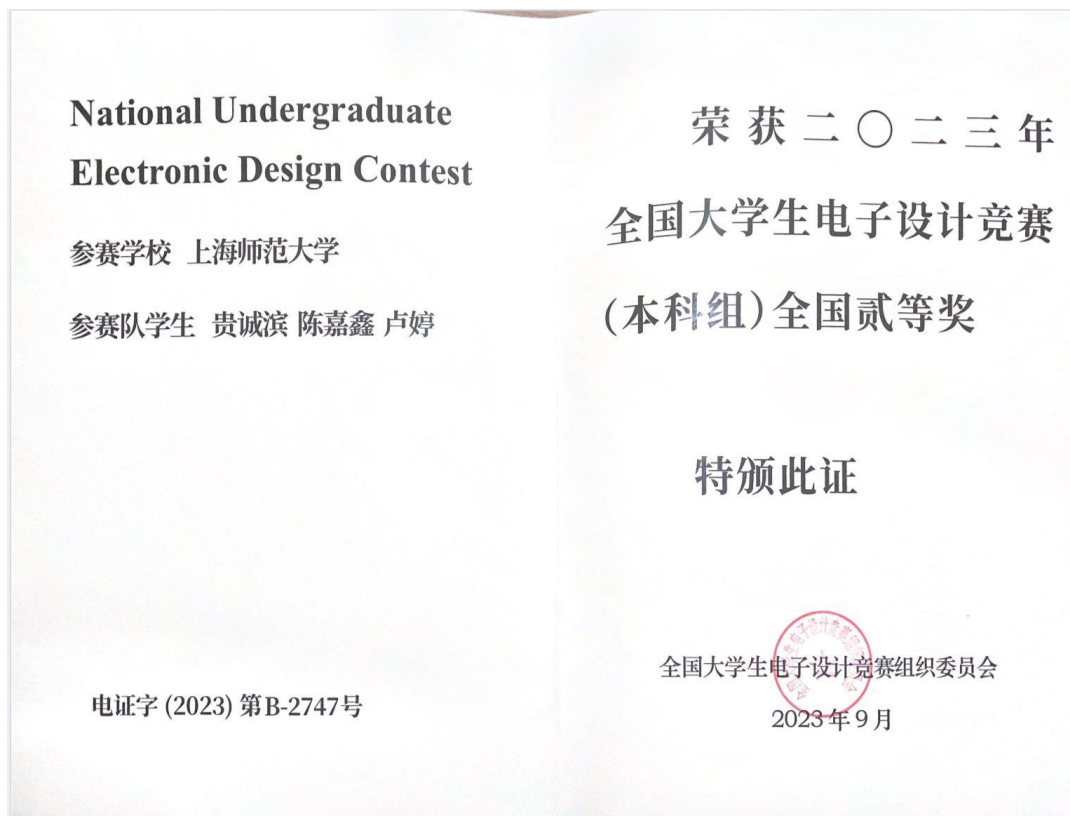 National Undergraduate
Electronic Design Contest
参赛学校 上海师范大学
参赛队学生 贵诚滨 陈嘉鑫 卢婷
电证字 (2023) 第B-2747号
荣获二〇二三年
全国大学生电子设计竞赛
(本科组)全国贰等奖
特颁此证
全国大学生电子设计竞赛组织委员会
2023年9月